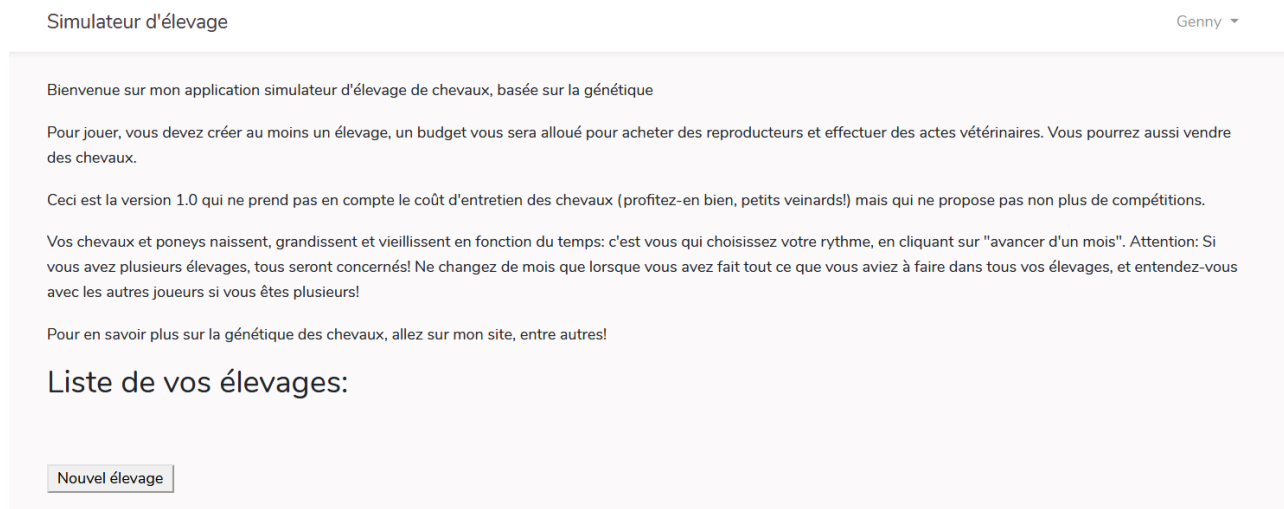 Simulateur d'élevage
Genny
Bienvenue sur mon application simulateur d'élevage de chevaux, basée sur la génétique
Pour jouer, vous devez créer au moins un élevage, un budget vous sera alloué pour acheter des reproducteurs et effectuer des actes vétérinaires. Vous pourrez aussi vendre
des chevaux.
Ceci est la version 1.0 qui ne prend pas en compte le coût d'entretien des chevaux (profitez-en bien, petits veinards!) mais qui ne propose pas non plus de compétitions.
Vos chevaux et poneys naissent, grandissent et vieillissent en fonction du temps: c'est vous qui choisissez votre rythme, en cliquant sur "avancer d'un mois". Attention: Si
vous avez plusieurs élevages, tous seront concernés! Ne changez de mois que lorsque vous avez fait tout ce que vous aviez à faire dans tous vos élevages, et entendez-vous
avec les autres joueurs si vous êtes plusieurs!
Pour en savoir plus sur la génétique des chevaux, allez sur mon site, entre autres!
Liste de vos élevages:
Nouvel élevage